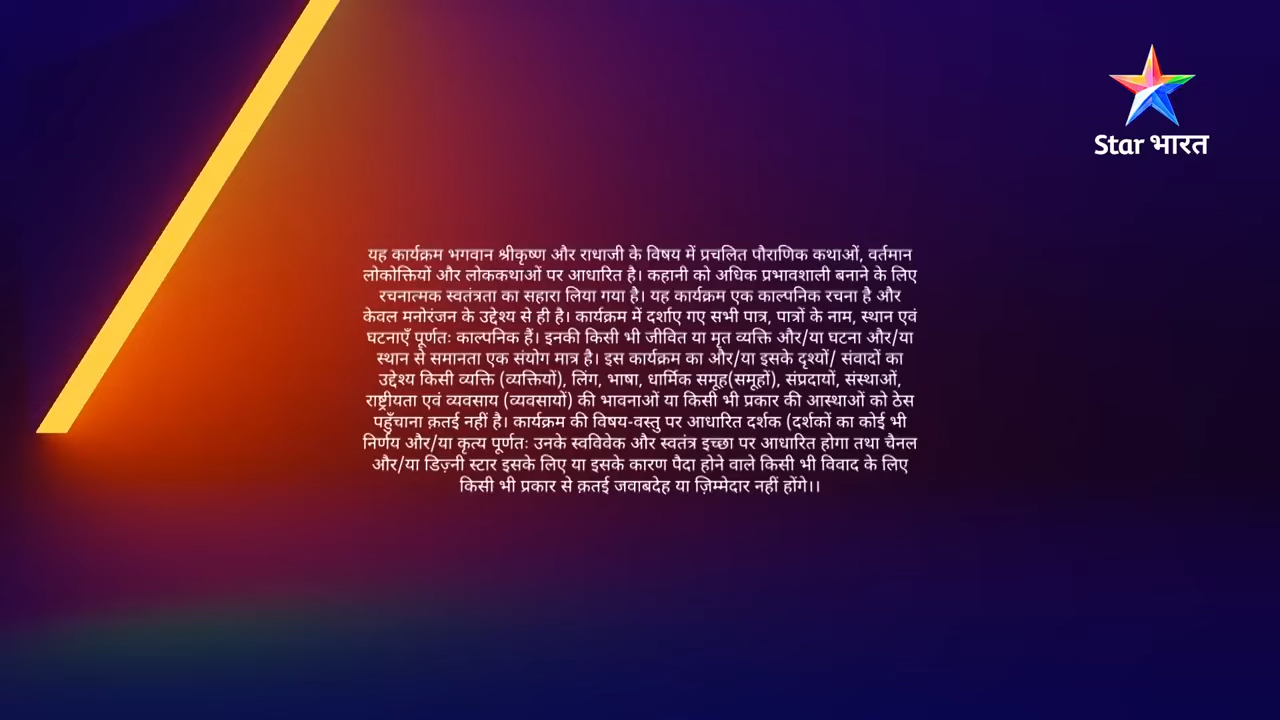 Star भारत
यह कार्यक्रम भगवान श्रीकृष्ण और राधाजी के विषय में प्रचलित पौराणिक कथाओं, वर्तमान
लोकोक्तियों और लोककथाओं पर आधारित है। कहानी को अधिक प्रभावशाली बनाने के लिए
रचनात्मक स्वतंत्रता का सहारा लिया गया है। यह कार्यक्रम एक काल्पनिक रचना है और
केवल मनोरंजन के उद्देश्य से ही है। कार्यक्रम में दर्शाए गए सभी पात्र, पात्रों के नाम, स्थान एवं
घटनाएँ पूर्णतः काल्पनिक हैं। इनकी किसी भी जीवित या मृत व्यक्ति और/या घटना और/या
स्थान से समानता एक संयोग मात्र है। इस कार्यक्रम का और/या इसके दृश्यों/ संवादों का
उद्देश्य किसी व्यक्ति (व्यक्तियों), लिंग, भाषा, धार्मिक समूह(समूहों), संप्रदायों, संस्थाओं,
राष्ट्रीयता एवं व्यवसाय (व्यवसायों) की भावनाओं या किसी भी प्रकार की आस्थाओं को ठेस
पहुँचाना क़तई नहीं है। कार्यक्रम की विषय-वस्तु पर आधारित दर्शक (दर्शकों का कोई भी
निर्णय और/या कृत्य पूर्णतः उनके स्वविवेक और स्वतंत्र इच्छा पर आधारित होगा तथा चैनल
और/या डिज़्नी स्टार इसके लिए या इसके कारण पैदा होने वाले किसी भी विवाद के लिए
किसी भी प्रकार से क़तई जवाबदेह या ज़िम्मेदार नहीं होंगे।।